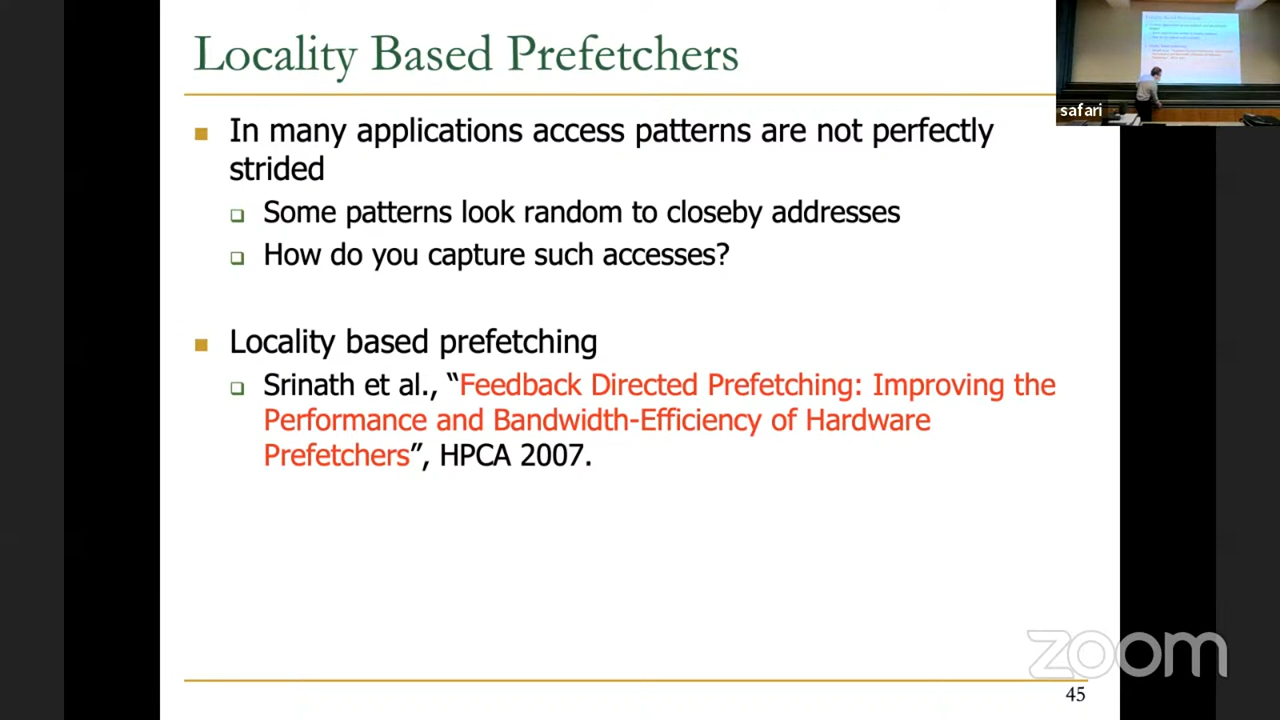 Locality Based Prefetchers
safari
In many applications access patterns are not perfectly
strided
Some patterns look random to closeby addresses
How do you capture such accesses?
Locality based prefetching
Srinath et al., “Feedback Directed Prefetching: Improving the
Performance and Bandwidth-Efficiency of Hardware
Prefetchers”, HPCA 2007.
zoom
45